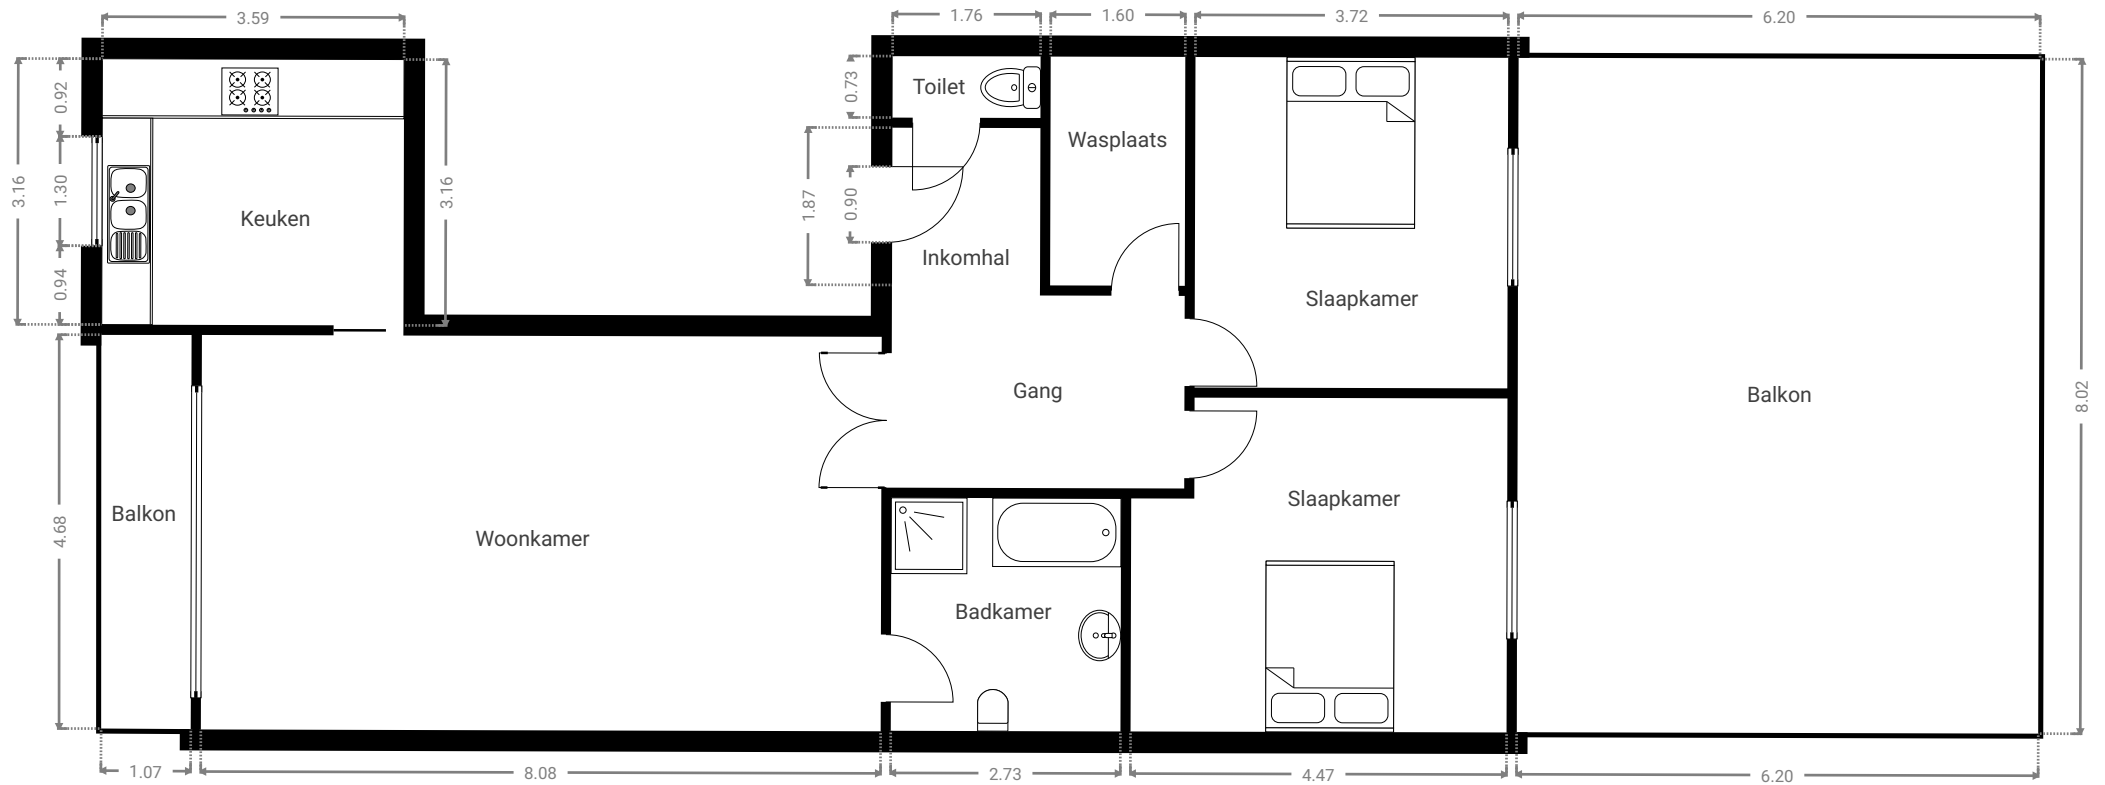 3.59
1.76
1.60
3.72
6.20
0.92
3.16
1.30
0.94
3.16
Keuken
0.73
1.87
0.90
Toilet
Wasplaats
Inkomhal
Slaapkamer
Gang
Balkon
8.02
4.68
Balkon
Woonkamer
Slaapkamer
Badkamer
1.07
8.08
2.73
4.47
6.20